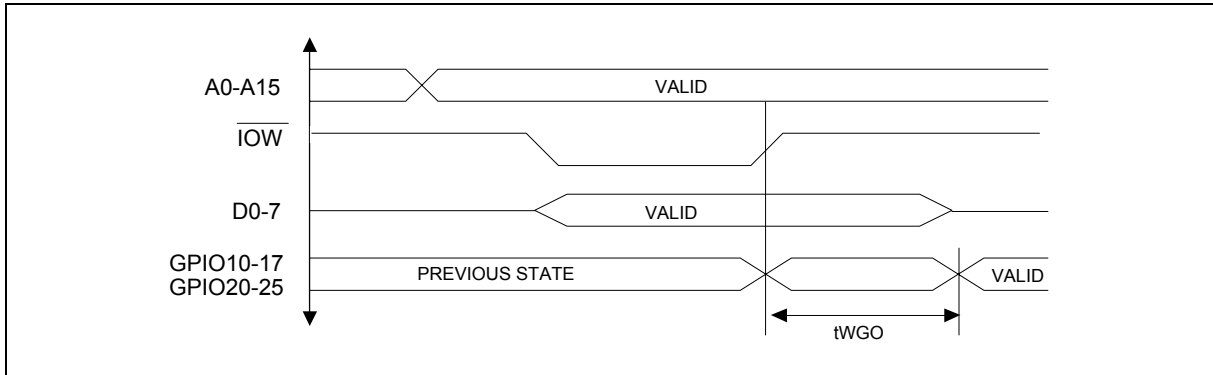 A0-A15
VALID
IOW
D0-7
VALID
GPIO10-17
GPIO20-25
PREVIOUS STATE
VALID
tWGO